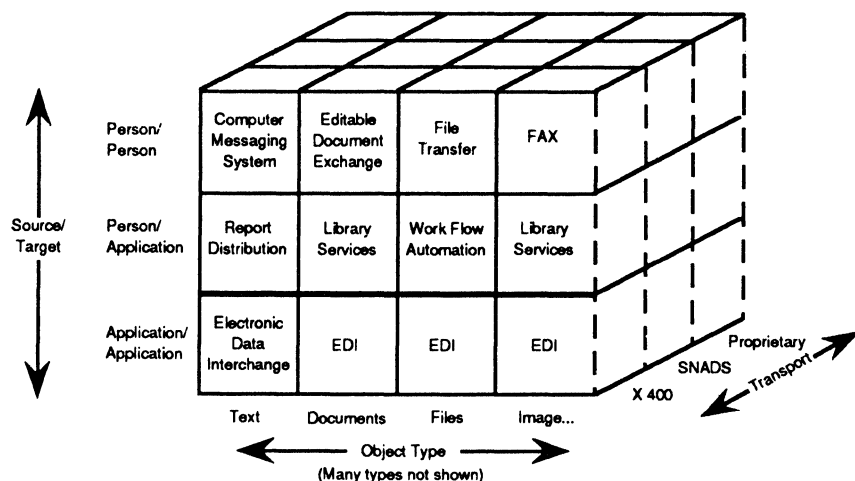 Person/
Person
Computer
Messaging
System
Editable
Document
Exchange
File
Transfer
FAX
Source/
Target
Person/
Application
Report
Distribution
Library
Services
Work Flow
Automation
Library
Services
Application/
Application
Electronic
Data
Interchange
EDI
EDI
EDI
Proprietary
SNADS
X 400
Transport
Text
Documents
Files
Image...
Object Type
(Many types not shown)